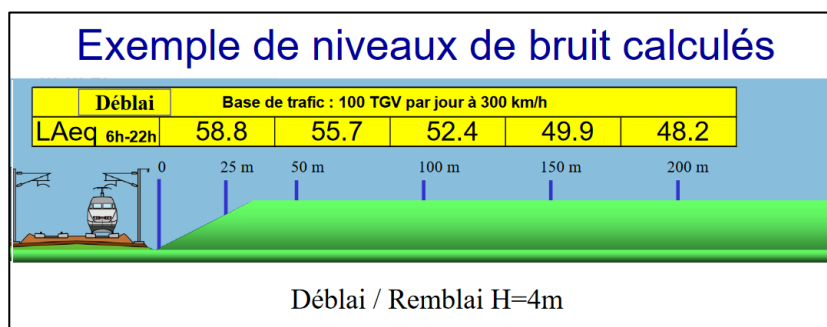 Exemple de niveaux de bruit calculés
Déblai Base de trafic : 100 TGV par jour à 300 km/h
LAeq 6h-22h 58.8 55.7 52.4 49.9 48.2
0 25 m 50 m 100 m 150 m 200 m
Déblai / Remblai H=4m